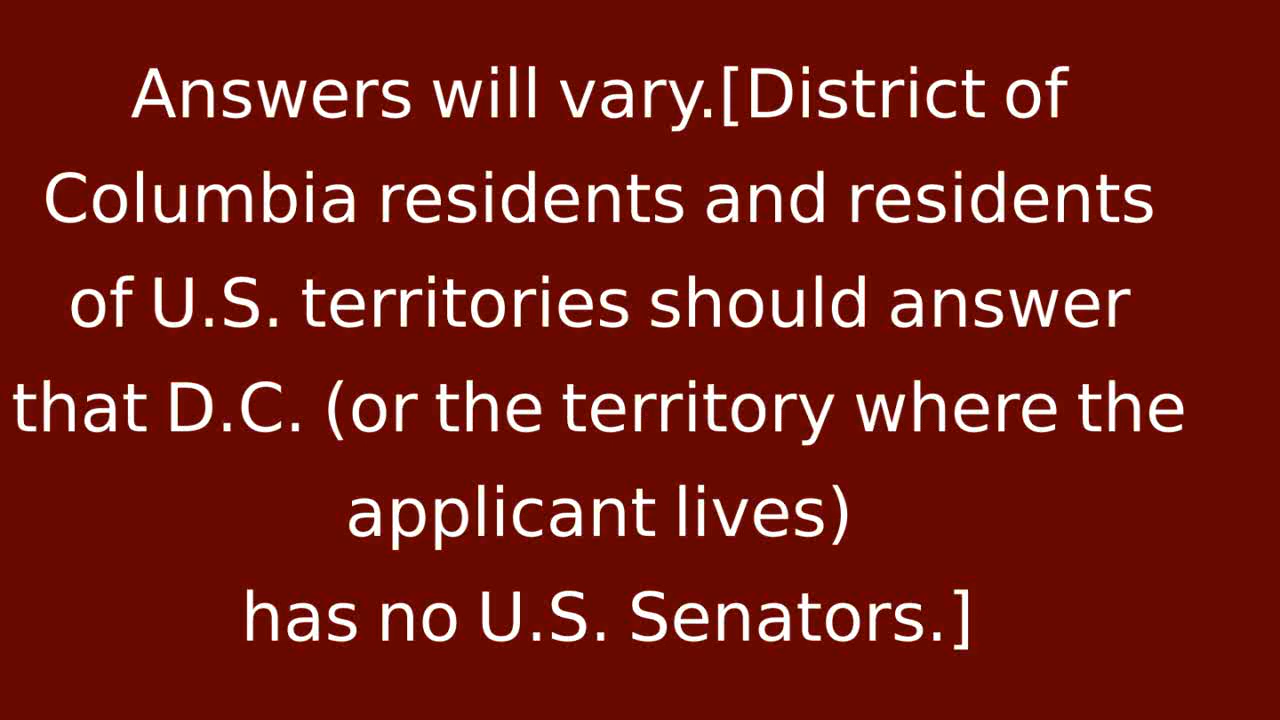 Answers will vary.[District of
Columbia residents and residents
of U.S. territories should answer
that D.C. (or the territory where the
applicant lives)
has no U.S. Senators.]